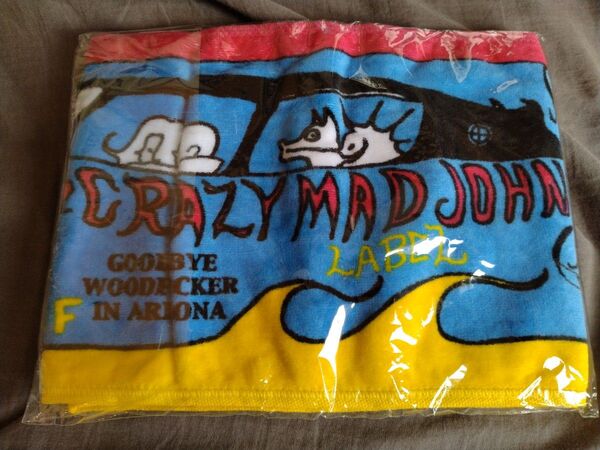 CRAZY MAD JOHN
LABEL
GOODBYE
WOODPECKER
F IN ARIONA